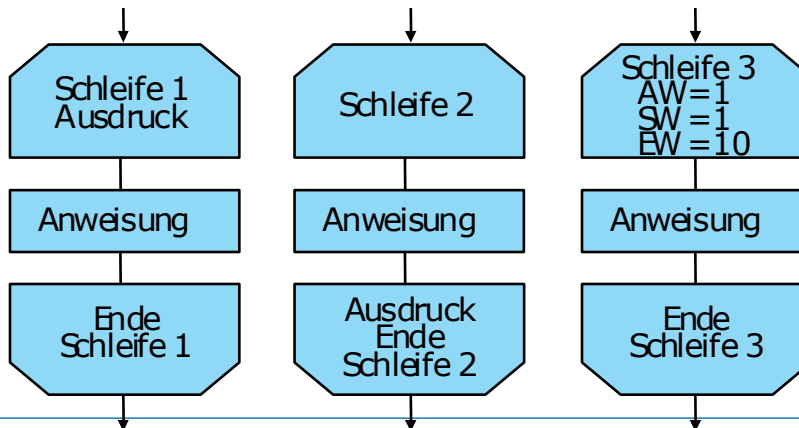 Schleife 1
Ausdruck
Anweisung
Ende
Schleife 1
Schleife 2
Anweisung
Ausdruck
Ende
Schleife 2
Schleife 3
AW=1
SW=1
EW=10
Anweisung
Ende
Schleife 3